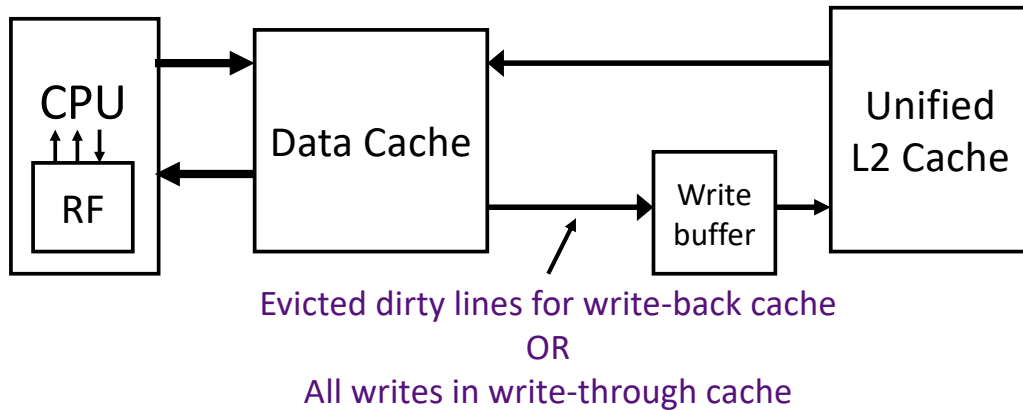 CPU
RF
Data Cache
Write
buffer
Unified
L2 Cache
Evicted dirty lines for write-back cache
OR
All writes in write-through cache